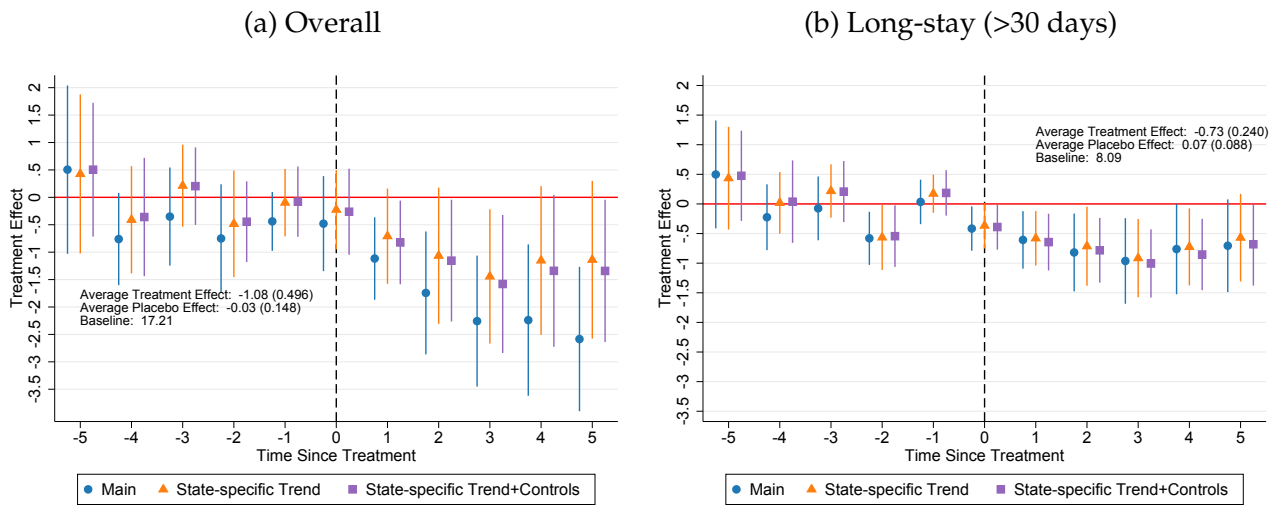 (a) Overall
2
1.5
1
.5
0
-.5
-1
-1.5
-2
-2.5
-3
-3.5
Treatment Effect
Average Treatment Effect: -1.08 (0.496)
Average Placebo Effect: -0.03 (0.148)
Baseline: 17.21
-5 -4 -3 -2 -1 0 1 2 3 4 5
Time Since Treatment
Main State-specific Trend State-specific Trend+Controls
(b) Long-stay (>30 days)
2
1.5
1
.5
0
-.5
-1
-1.5
-2
-2.5
-3
-3.5
Treatment Effect
Average Treatment Effect: -0.73 (0.240)
Average Placebo Effect: 0.07 (0.088)
Baseline: 8.09
-5 -4 -3 -2 -1 0 1 2 3 4 5
Time Since Treatment
Main State-specific Trend State-specific Trend+Controls